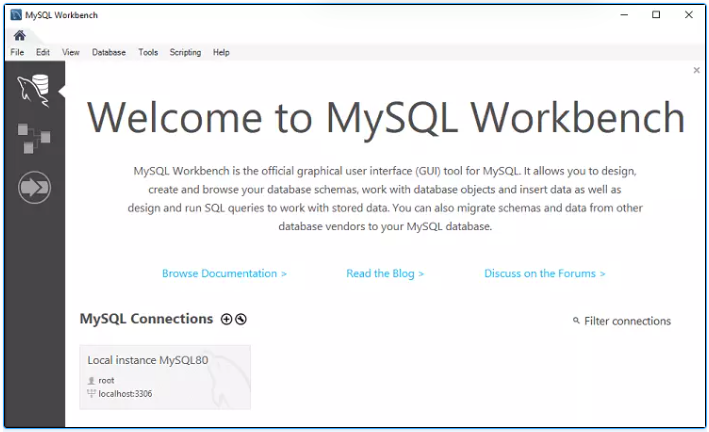 MySQL Workbench
File Edit View Database Tools Scripting Help
Welcome to MySQL Workbench
MySQL Workbench is the official graphical user interface (GUI) tool for MySQL. It allows you to design,
create and browse your database schemas, work with database objects and insert data as well as
design and run SQL queries to work with stored data. You can also migrate schemas and data from other
database vendors to your MySQL database.
Browse Documentation > Read the Blog > Discuss on the Forums >
MySQL Connections Filter connections
Local instance MySQL80
root
localhost:3306